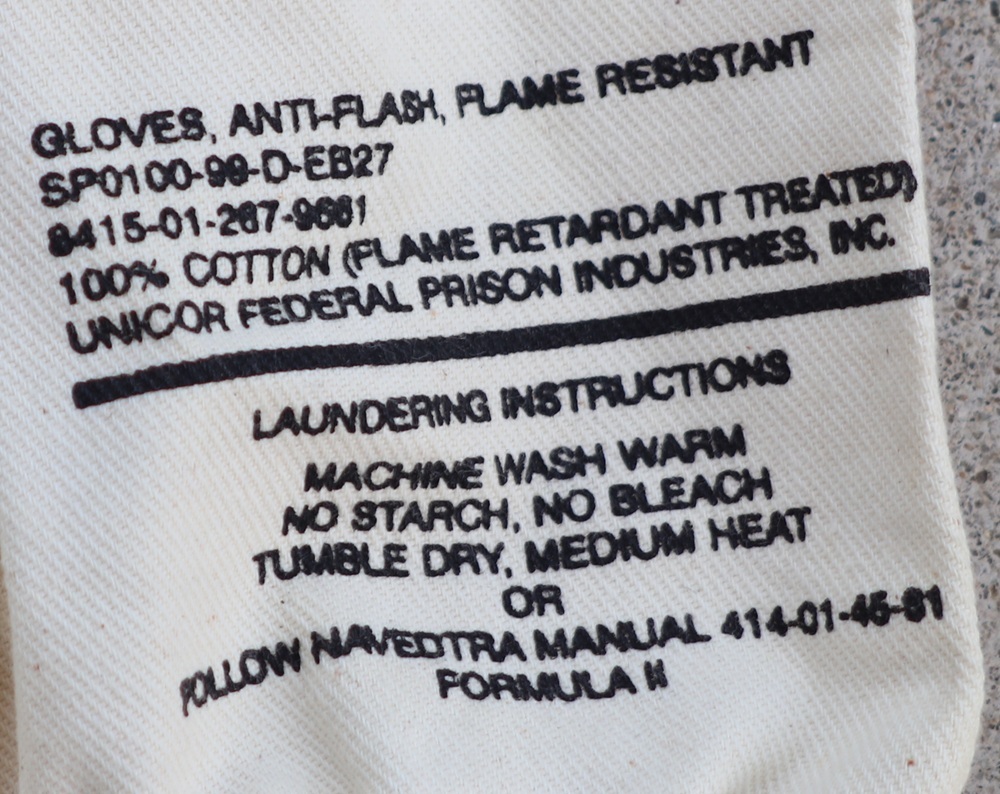 GLOVES, ANTI-FLASH, FLAME RESISTANT
SP0100-99-D-EB27
8415-01-267-9661
100% COTTON (FLAME RETARDANT TREATED)
UNICOR FEDERAL PRISON INDUSTRIES, INC.
LAUNDERING INSTRUCTIONS
MACHINE WASH WARM
NO STARCH, NO BLEACH
TUMBLE DRY, MEDIUM HEAT
OR
FOLLOW NAVEDTRA MANUAL 414-01-45-81
FORMULA II